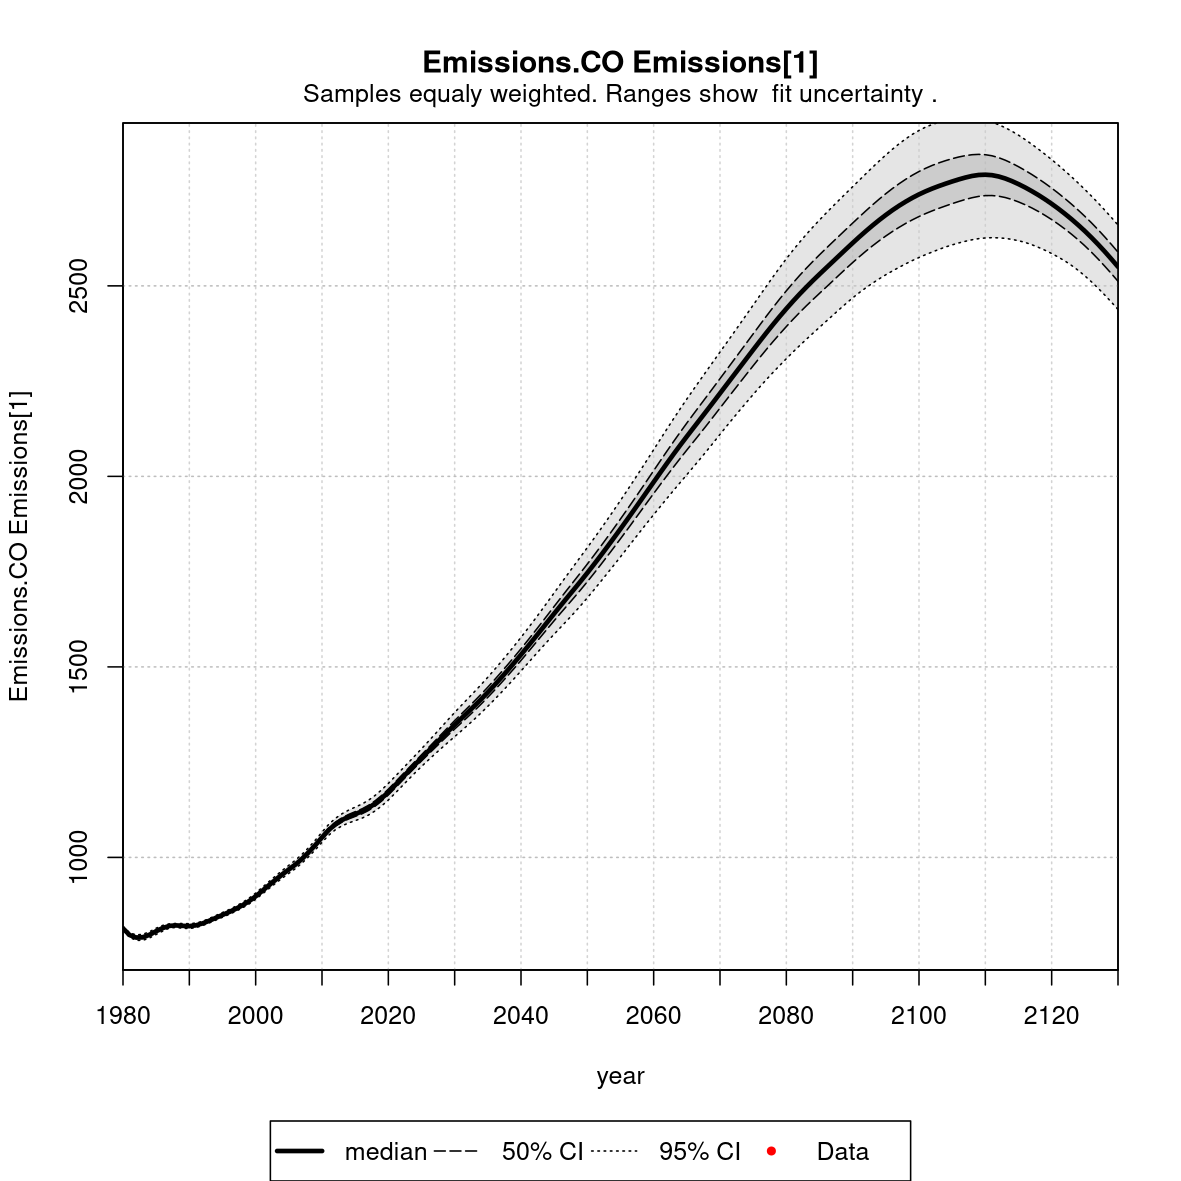 Emissions.CO Emissions[1]
Samples equaly weighted. Ranges show  fit uncertainty .
Emissions.CO Emissions[1]
2500
2000
1500
1000
1980 2000 2020 2040 2060 2080 2100 2120
year
median 50% CI 95% CI Data